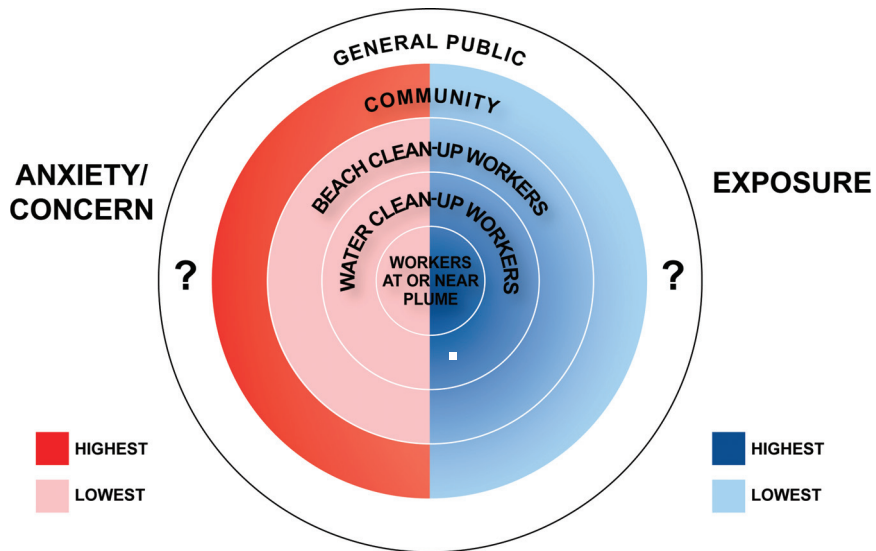 GENERAL PUBLIC
COMMUNITY
BEACH CLEAN-UP WORKERS
WATER CLEAN-UP WORKERS
WORKERS
AT OR NEAR
PLUME
ANXIETY/
CONCERN
?
EXPOSURE
?
HIGHEST
LOWEST
HIGHEST
LOWEST